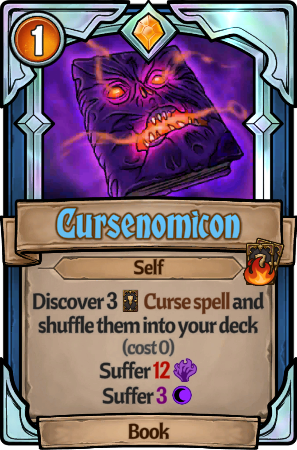 1
Cursenomicon
Self
Discover 3 Curse spell and
shuffle them into your deck
(cost 0)
Suffer 12
Suffer 3
Book